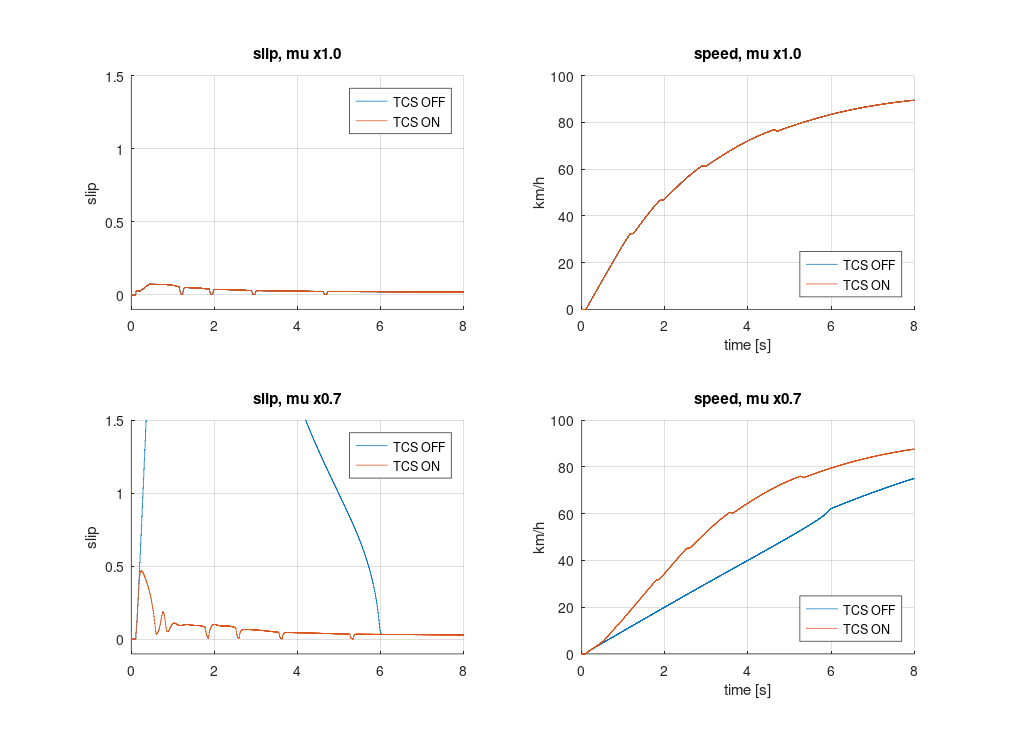 slip, mu x1.0
1.5
1
0.5
0
slip
TCS OFF
TCS ON
0
2
4
6
8
speed, mu x1.0
100
80
60
40
20
0
km/h
TCS OFF
TCS ON
0
2
4
6
8
time [s]
slip, mu x0.7
1.5
1
0.5
0
slip
TCS OFF
TCS ON
0
2
4
6
8
speed, mu x0.7
100
80
60
40
20
0
km/h
TCS OFF
TCS ON
0
2
4
6
8
time [s]